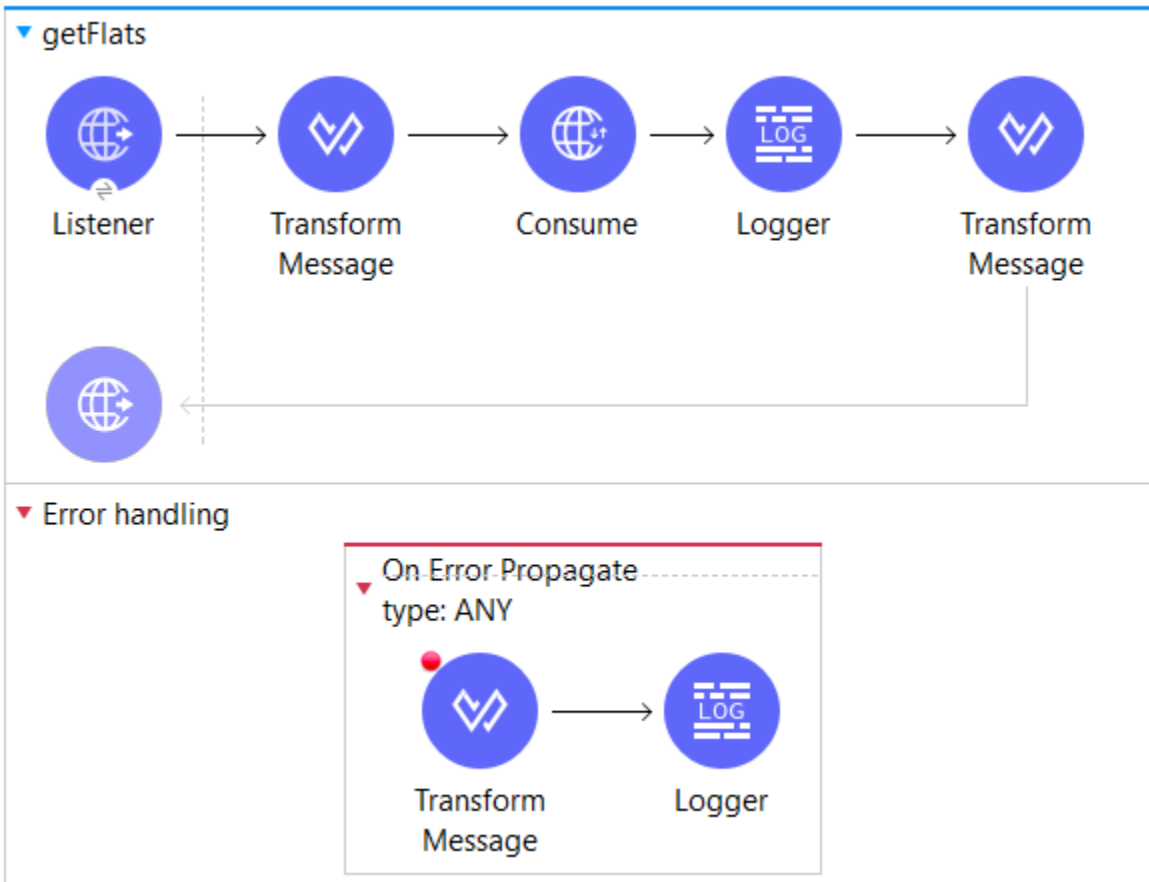 getFlats
LOG
Listener
Transform
Message
Consume
Logger
Transform
Message
Error handling
On Error Propagate
type: ANY
LOG
Transform
Message
Logger